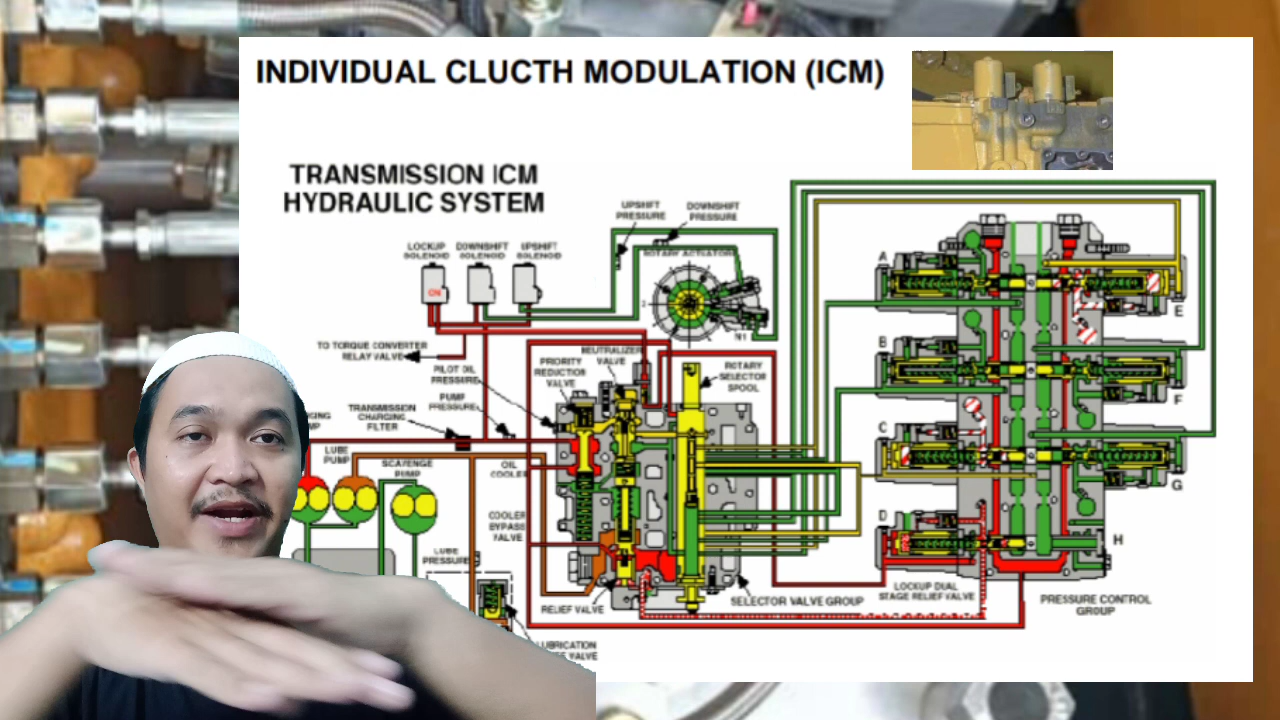 INDIVIDUAL CLUCTH MODULATION (ICM)
TRANSMISSION ICM
HYDRAULIC SYSTEM
UPSHIFT
PRESSURE
DOWNSHIFT
PRESSURE
LOCKUP
SOLENOID
DOWNSHIFT
SOLENOID
UPSHIFT
SOLENOID
ROTARY ACTUATOR
ON
TO TORQUE CONVERTER
RELAY VALVE
NEUTRALIZER
VALVE
PRIORITY
REDUCTION
VALVE
PILOT OIL
PRESSURE
ROTARY
SELECTOR
SPOOL
PUMP
PRESSURE
TRANSMISSION
CHARGING
FILTER
LUBE
PUMP
SCAVENGE
PUMP
OIL
COOLER
COOLER
BYPASS
VALVE
LUBE
PRESSURE
RELIEF VALVE
SELECTOR VALVE GROUP
LOCKUP DUAL
STAGE RELIEF VALVE
PRESSURE CONTROL
GROUP
A
B
C
D
E
F
G
H